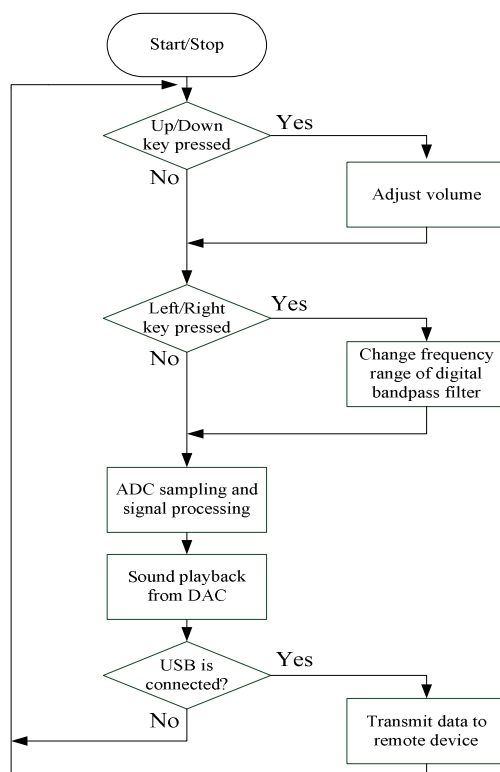 Start/Stop
Up/Down
key pressed
Yes
No
Adjust volume
Left/Right
key pressed
Yes
No
Change frequency
range of digital
bandpass filter
ADC sampling and
signal processing
Sound playback
from DAC
USB is
connected?
Yes
No
Transmit data to
remote device